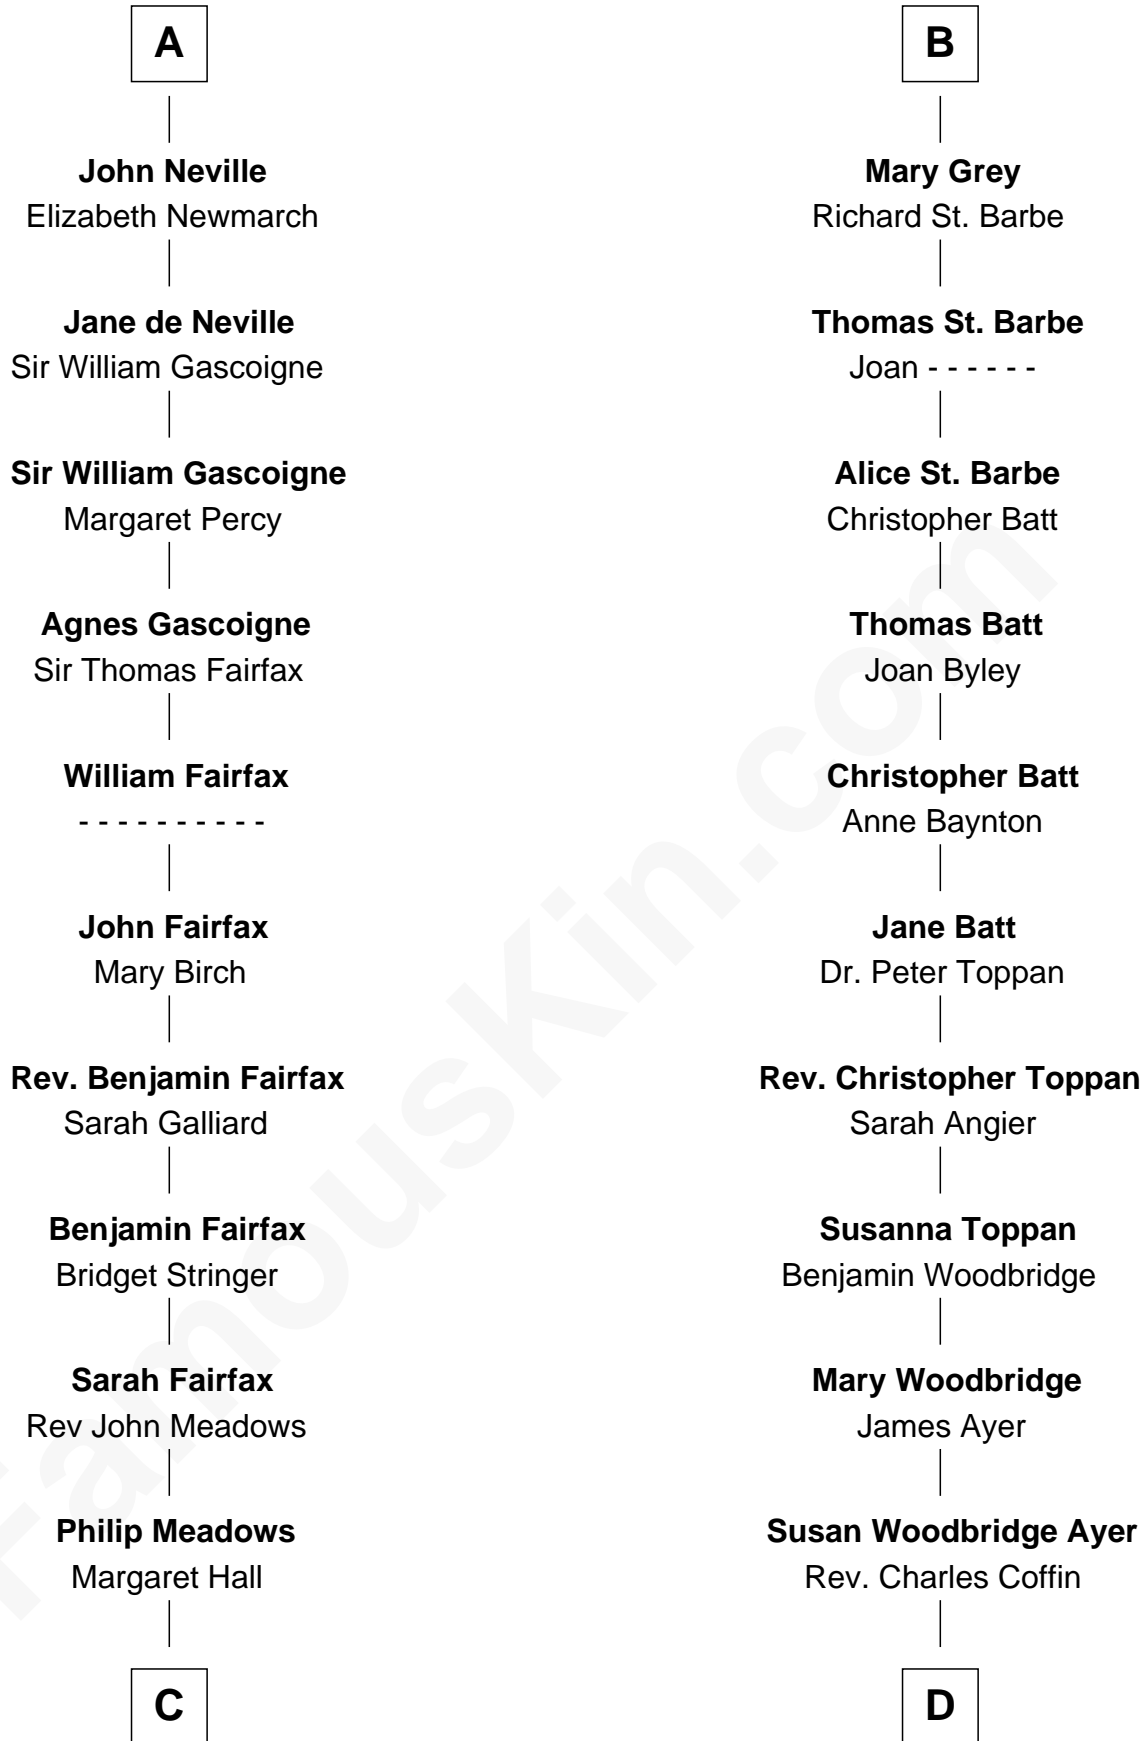 A
John Neville
Elizabeth Newmarch
Jane de Neville
Sir William Gascoigne
Sir William Gascoigne
Margaret Percy
Agnes Gascoigne
Sir Thomas Fairfax
William Fairfax
- - - - - - - - - -
John Fairfax
Mary Birch
Rev. Benjamin Fairfax
Sarah Galliard
Benjamin Fairfax
Bridget Stringer
Sarah Fairfax
Rev John Meadows
Philip Meadows
Margaret Hall
C
B
Mary Grey
Richard St. Barbe
Thomas St. Barbe
Joan - - - - - -
Alice St. Barbe
Christopher Batt
Thomas Batt
Joan Byley
Christopher Batt
Anne Baynton
Jane Batt
Dr. Peter Toppan
Rev. Christopher Toppan
Sarah Angier
Susanna Toppan
Benjamin Woodbridge
Mary Woodbridge
James Ayer
Susan Woodbridge Ayer
Rev. Charles Coffin
D
FamousKin.com